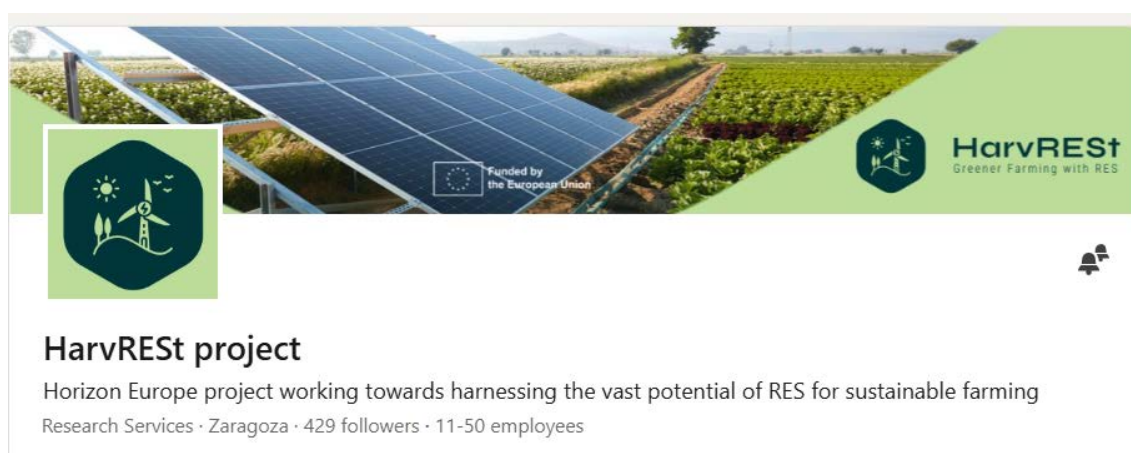 Funded by
the European Union
HarvRESt
Greener Farming with RES
HarvRESt project
Horizon Europe project working towards harnessing the vast potential of RES for sustainable farming
Research Services · Zaragoza · 429 followers · 11-50 employees